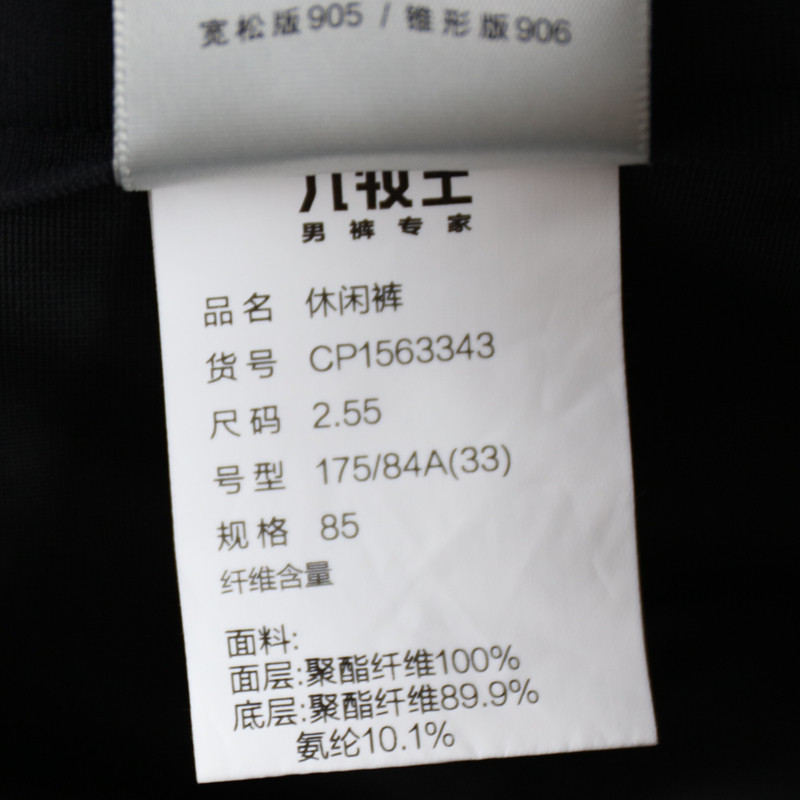 宽松版905 / 锥形版906
九牧王
男裤专家
品名 休闲裤
货号 CP1563343
尺码 2.55
号型 175/84A(33)
规格 85
纤维含量
面料:
面层:聚酯纤维100%
底层:聚酯纤维89.9%
氨纶10.1%